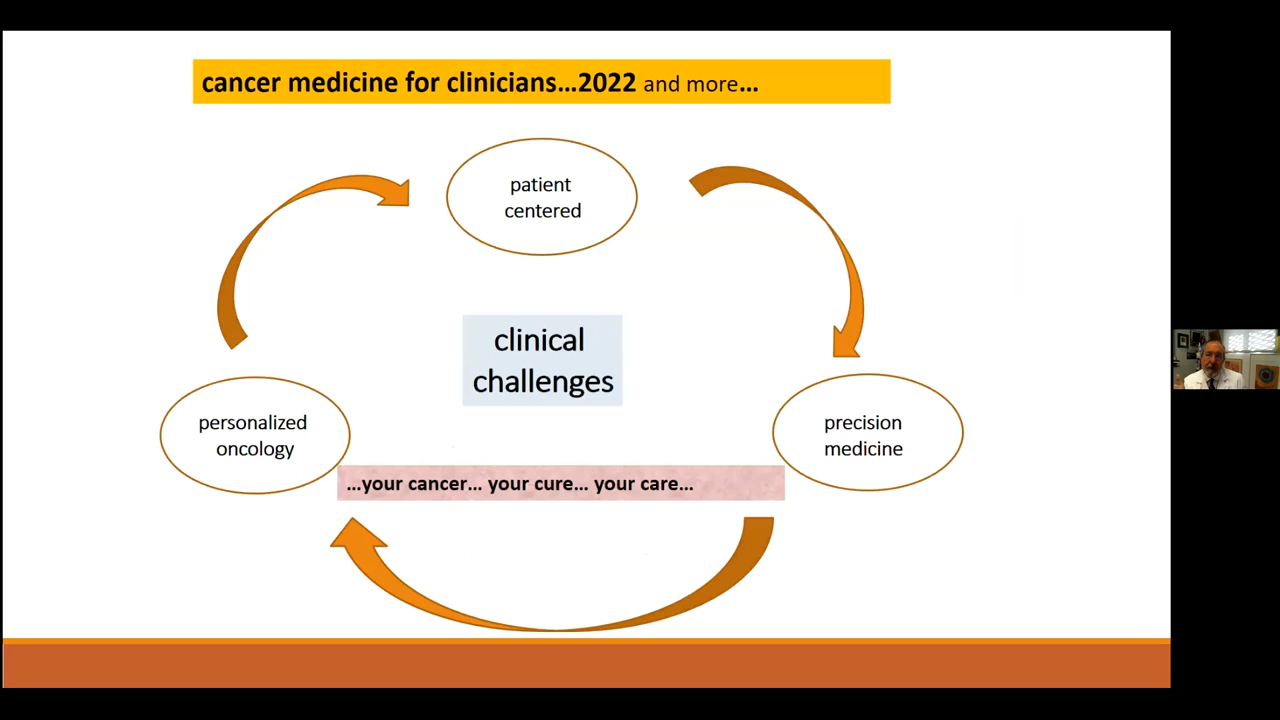 cancer medicine for clinicians…2022 and more…
patient
centered
clinical
challenges
personalized
oncology
precision
medicine
…your cancer… your cure… your care…